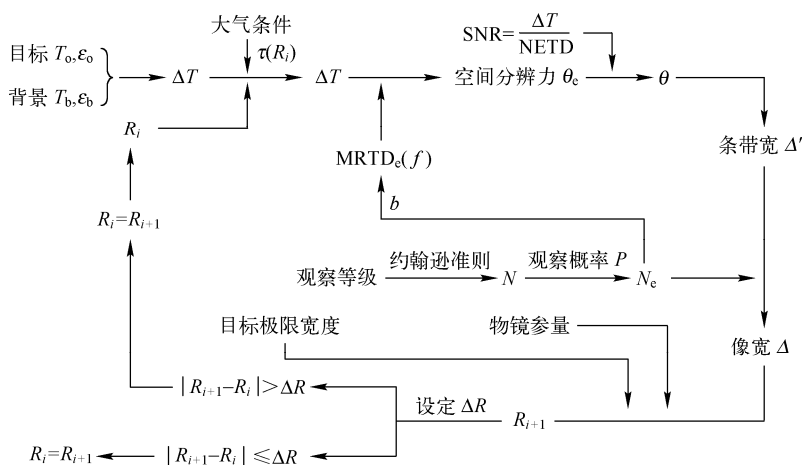 大气条件
SNR=ΔT/NETD
目标 Tₒ,εₒ
τ(Rᵢ)
ΔT
ΔT
空间分辨力 θₑ
θ
背景 T_b,ε_b
Rᵢ
条带宽 Δ′
MRTDₑ(f)
b
Rᵢ=Rᵢ₊₁
约翰逊准则
观察概率 P
观察等级
N
Nₑ
目标极限宽度
物镜参量
像宽 Δ
|Rᵢ₊₁−Rᵢ|>ΔR
设定 ΔR
Rᵢ₊₁
Rᵢ=Rᵢ₊₁
|Rᵢ₊₁−Rᵢ|≤ΔR